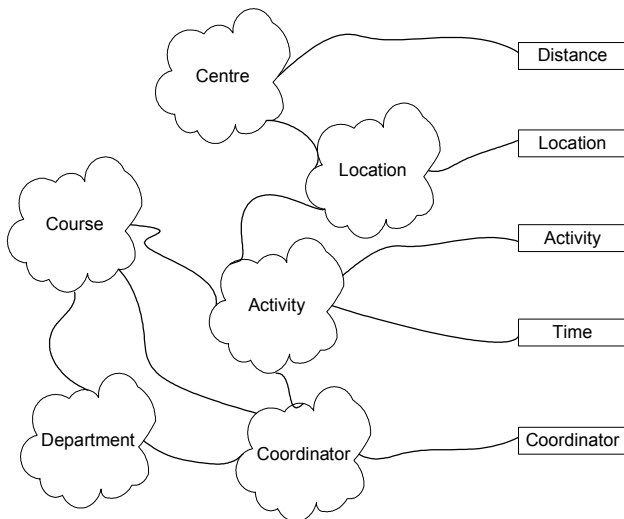 Distance
Centre
Location
Location
Course
Activity
Activity
Time
Department
Coordinator
Coordinator